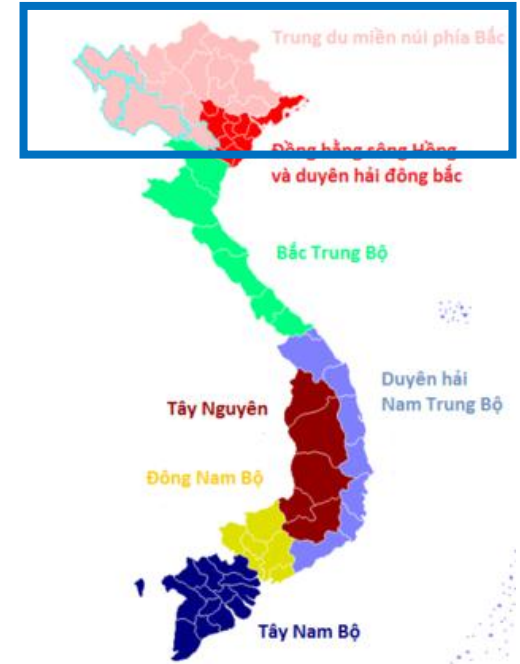 Trung du miền núi phía Bắc
Đồng bằng sông Hồng
và duyên hải đông bắc
Bắc Trung Bộ
Duyên hải
Nam Trung Bộ
Tây Nguyên
Đông Nam Bộ
Tây Nam Bộ